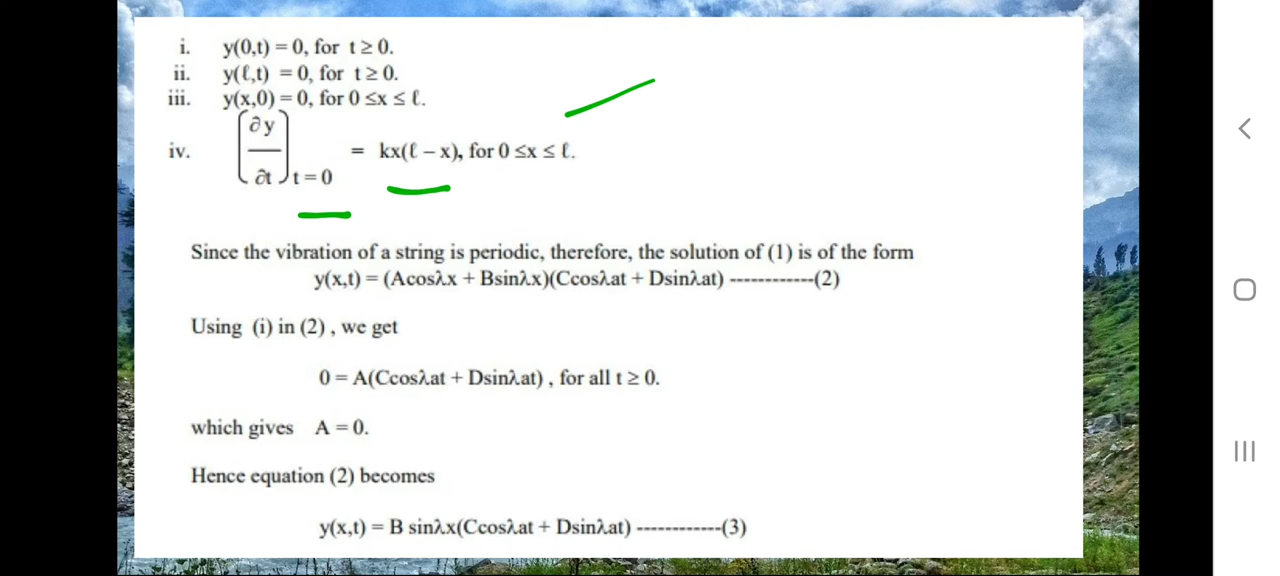 i. y(0,t) = 0, for t ≥ 0.
ii. y(ℓ,t) = 0, for t ≥ 0.
iii. y(x,0) = 0, for 0 ≤x ≤ ℓ.
iv. (∂y/∂t) t = 0 = kx(ℓ – x), for 0 ≤x ≤ ℓ.
Since the vibration of a string is periodic, therefore, the solution of (1) is of the form
y(x,t) = (Acosλx + Bsinλx)(Ccosλat + Dsinλat) ------------(2)
Using (i) in (2) , we get
0 = A(Ccosλat + Dsinλat) , for all t ≥ 0.
which gives A = 0.
Hence equation (2) becomes
y(x,t) = B sinλx(Ccosλat + Dsinλat) ------------(3)